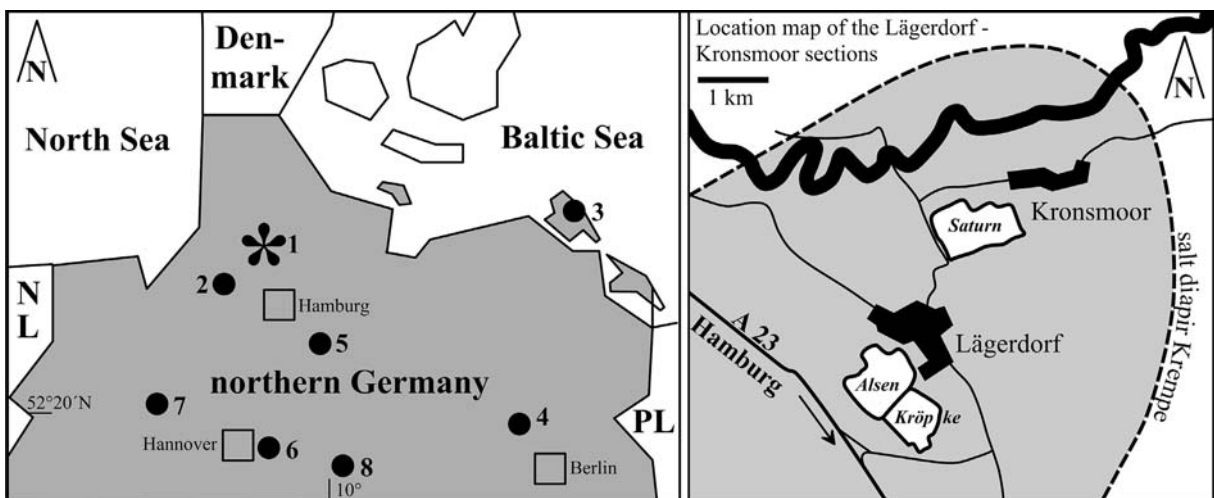 Den-
mark
N
North Sea
Baltic Sea
3
1
2
N
L
Hamburg
5
northern Germany
52°20´N
7
4
PL
Hannover
6
8
Berlin
10°
Location map of the Lägerdorf -
Kronsmoor sections
1 km
N
Kronsmoor
Saturn
salt diapir Krempe
A 23
Hamburg
Lägerdorf
Alsen
Kröpke